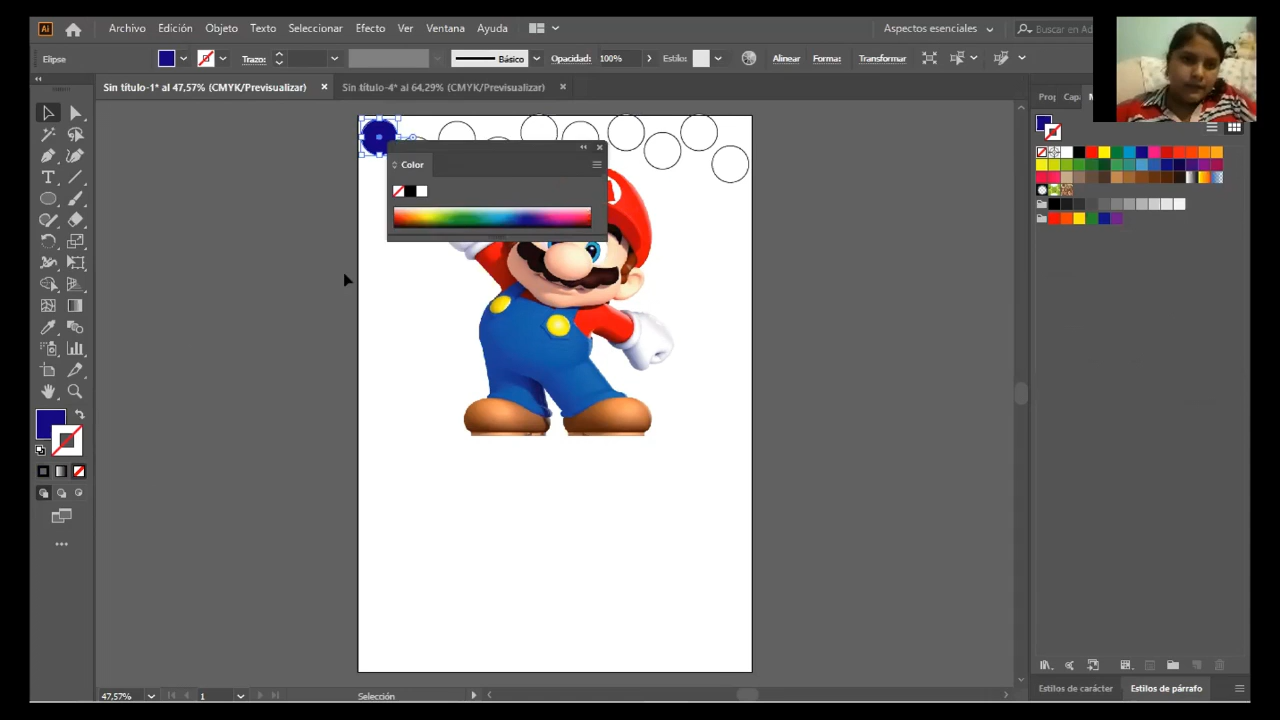 Ai Archivo Edición Objeto Texto Seleccionar Efecto Ver Ventana Ayuda Aspectos esenciales Buscar en Ad
Elipse Trazo: Básico Opacidad: 100% Estilo: Alinear Forma: Transformar
Sin título-1* al 47,57% (CMYK/Previsualizar) × Sin título-4* al 64,29% (CMYK/Previsualizar) ×
Prop Capa M
Color
M
47,57% 1 Selección
Estilos de carácter Estilos de párrafo